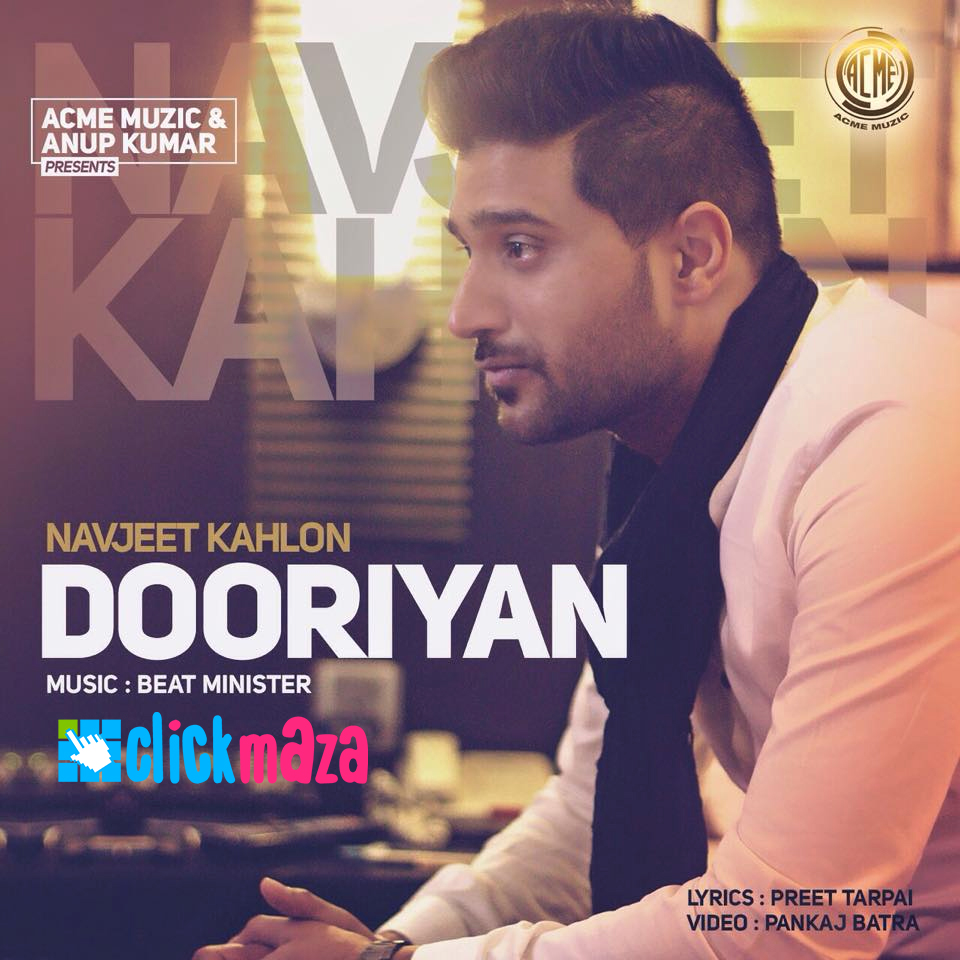 NAVJEET
KAHLON
ACME MUZIC &
ANUP KUMAR
PRESENTS
ACME
ACME MUZIC
NAVJEET KAHLON
DOORIYAN
MUSIC : BEAT MINISTER
clickmaza
LYRICS : PREET TARPAI
VIDEO : PANKAJ BATRA